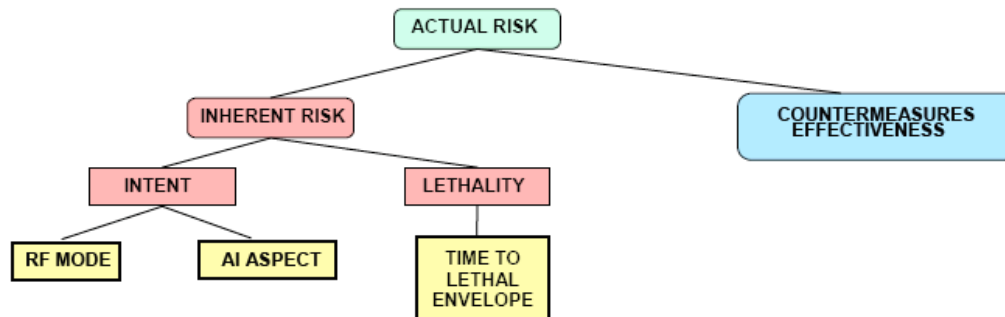 ACTUAL RISK
INHERENT RISK
COUNTERMEASURES
EFFECTIVENESS
INTENT
LETHALITY
RF MODE
AI ASPECT
TIME TO
LETHAL
ENVELOPE